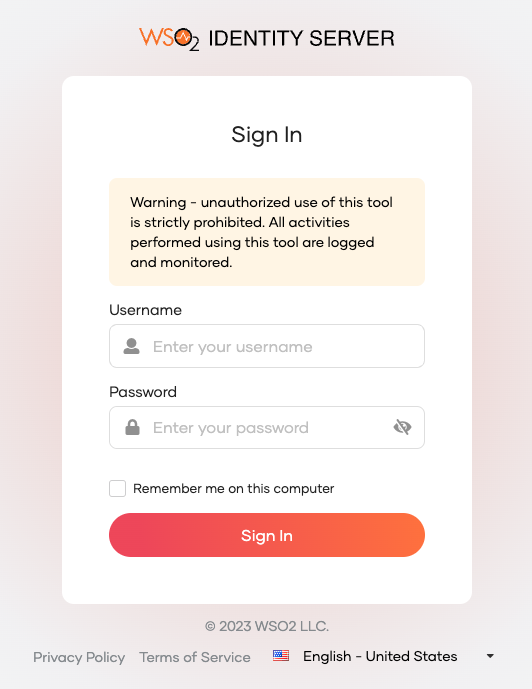 WSO2 IDENTITY SERVER
Sign In
Warning - unauthorized use of this tool
is strictly prohibited. All activities
performed using this tool are logged
and monitored.
Username
Enter your username
Password
Enter your password
Remember me on this computer
Sign In
© 2023 WSO2 LLC.
Privacy Policy Terms of Service English - United States